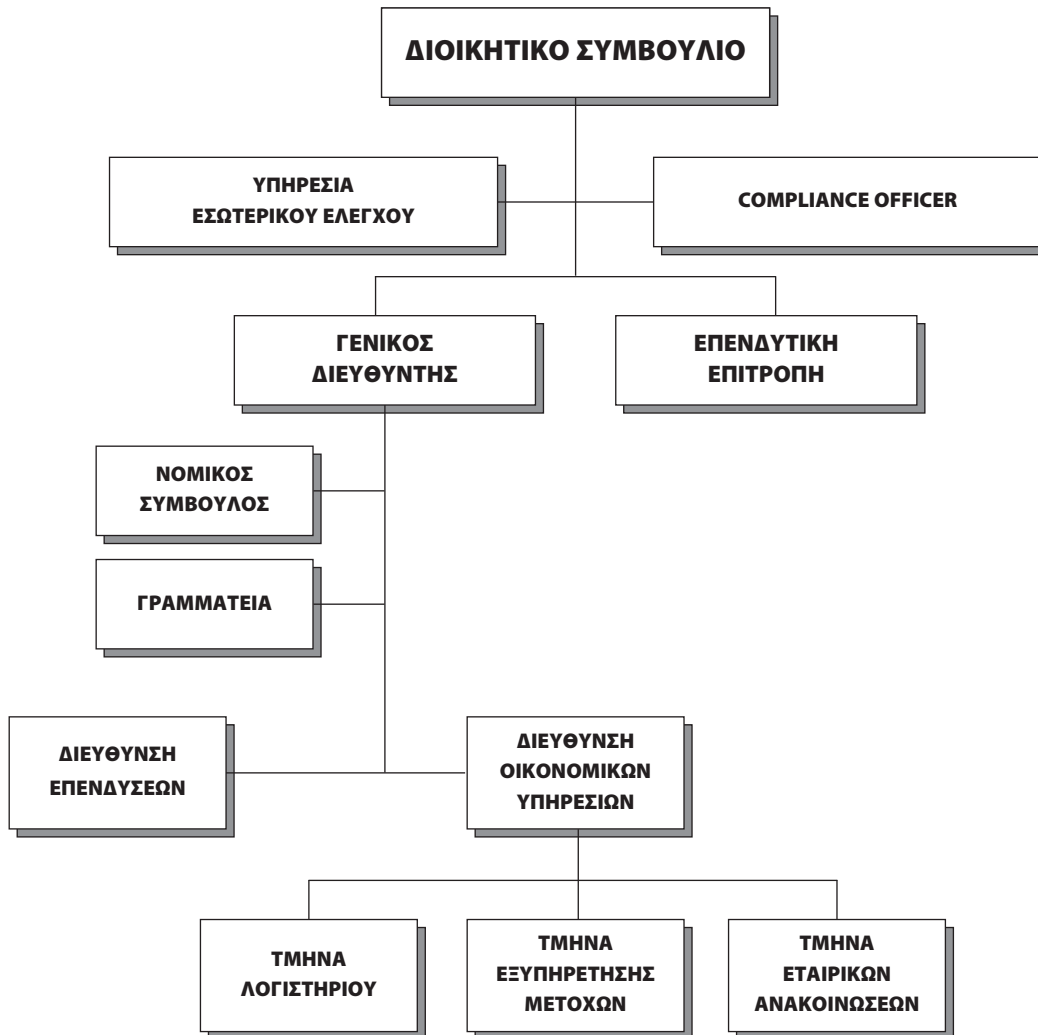 ΔΙΟΙΚΗΤΙΚΟ ΣΥΜΒΟΥΛΙΟ
ΥΠΗΡΕΣΙΑ
ΕΣΩΤΕΡΙΚΟΥ ΕΛΕΓΧΟΥ
COMPLIANCE OFFICER
ΓΕΝΙΚΟΣ
ΔΙΕΥΘΥΝΤΗΣ
ΕΠΕΝΔΥΤΙΚΗ
ΕΠΙΤΡΟΠΗ
ΝΟΜΙΚΟΣ
ΣΥΜΒΟΥΛΟΣ
ΓΡΑΜΜΑΤΕΙΑ
ΔΙΕΥΘΥΝΣΗ
ΕΠΕΝΔΥΣΕΩΝ
ΔΙΕΥΘΥΝΣΗ
ΟΙΚΟΝΟΜΙΚΩΝ
ΥΠΗΡΕΣΙΩΝ
ΤΜΗΝΑ
ΛΟΓΙΣΤΗΡΙΟΥ
ΤΜΗΝΑ
ΕΞΥΠΗΡΕΤΗΣΗΣ
ΜΕΤΟΧΩΝ
ΤΜΗΝΑ
ΕΤΑΙΡΙΚΩΝ
ΑΝΑΚΟΙΝΩΣΕΩΝ